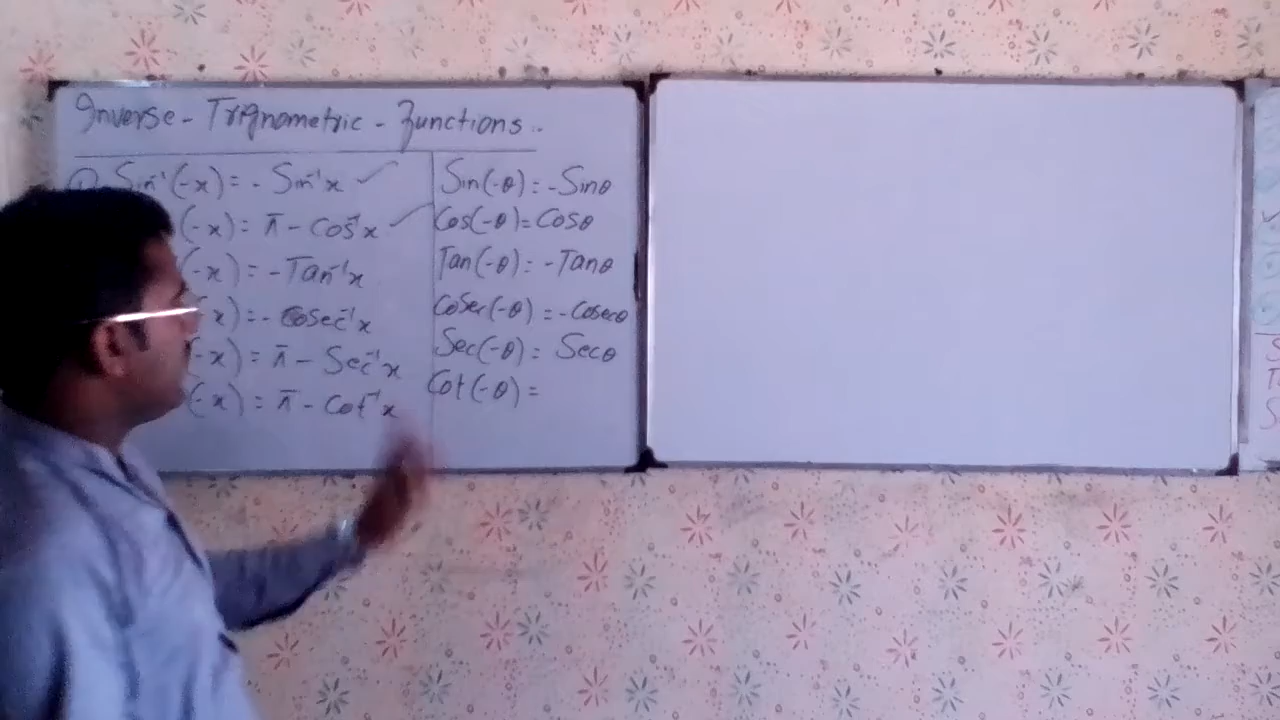 Inverse - Trignometric - Functions..
① Sin⁻¹(-x) = - Sin⁻¹x ✓
(-x) = π - Cos⁻¹x ✓
(-x) = - Tan⁻¹x
x) = - Cosec⁻¹x
-x) = π - Sec⁻¹x
(-x) = π - Cot⁻¹x
Sin(-θ) = -Sinθ
Cos(-θ) = Cosθ
Tan(-θ) = -Tanθ
Cosec(-θ) = -Cosecθ
Sec(-θ) = Secθ
Cot(-θ) =